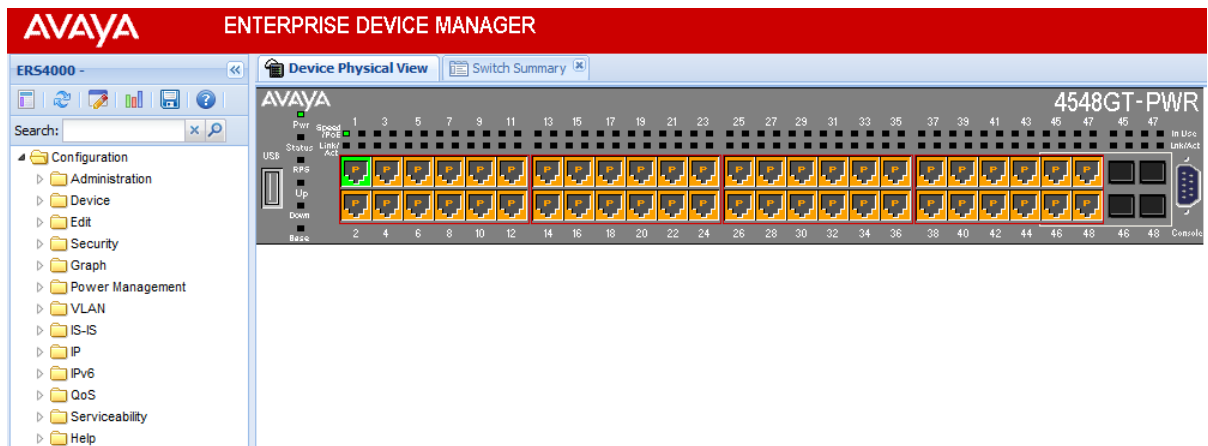 AVAYA ENTERPRISE DEVICE MANAGER
ERS4000 -
Device Physical View
Switch Summary
Search:
Configuration
Administration
Device
Edit
Security
Graph
Power Management
VLAN
IS-IS
IP
IPv6
QoS
Serviceability
Help
AVAYA
4548GT-PWR
Pwr
Status
RPS
Up
Down
Base
USB
Speed
/PoE
Link/
Act
1 3 5 7 9 11 13 15 17 19 21 23 25 27 29 31 33 35 37 39 41 43 45 47 45 47
In Use
Lnk/Act
P P P P P P P P P P P P P P P P P P P P P P P P
P P P P P P P P P P P P P P P P P P P P P P P P
2 4 6 8 10 12 14 16 18 20 22 24 26 28 30 32 34 36 38 40 42 44 46 48 46 48
Console